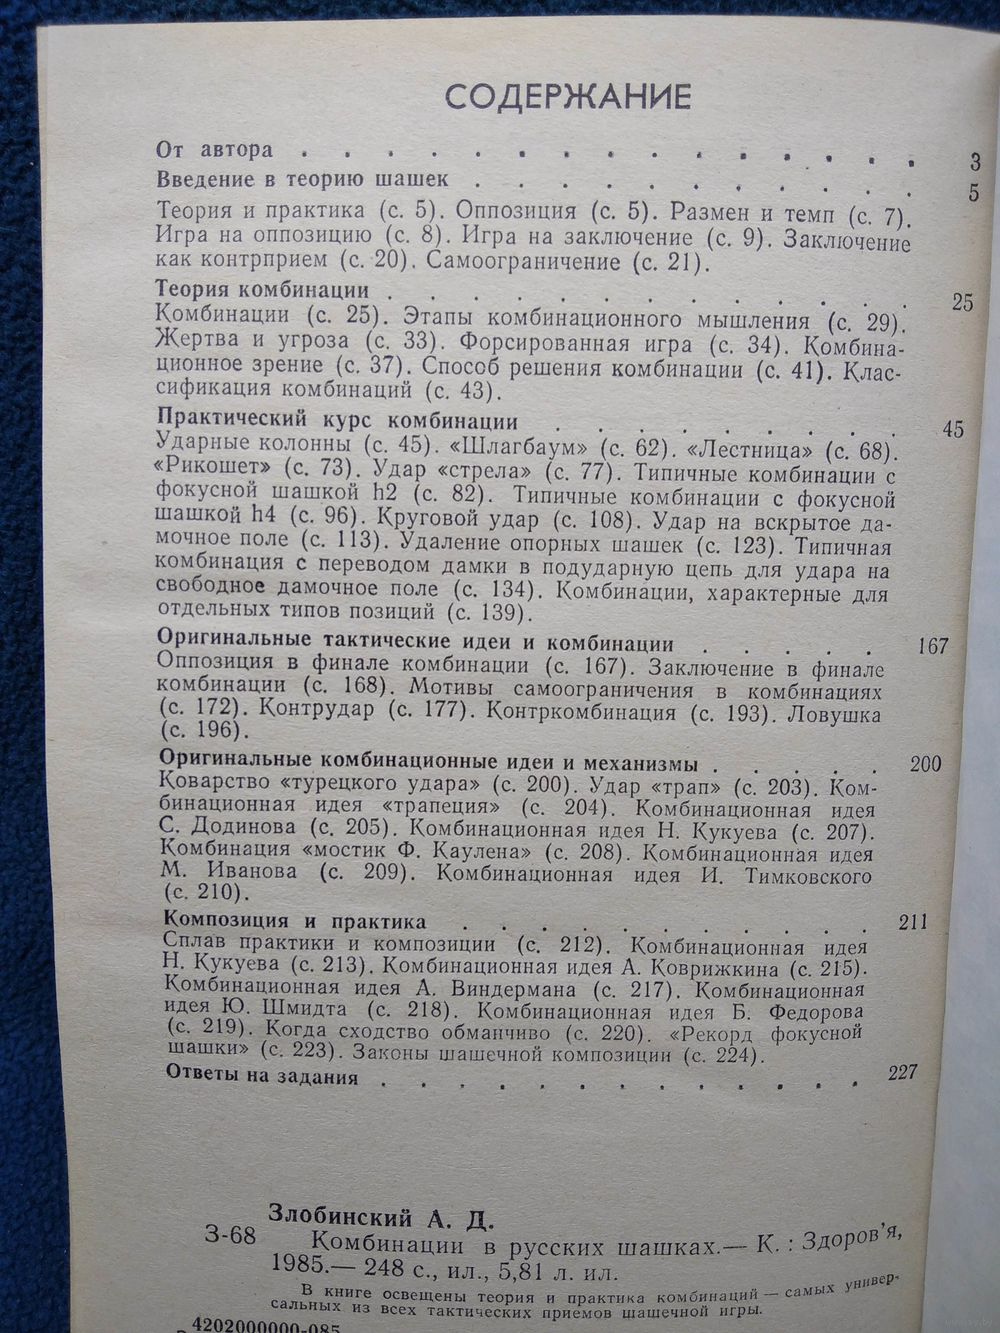 СОДЕРЖАНИЕ
От автора . . . . . . . . . . . . . . . 3
Введение в теорию шашек . . . . . . . . . . . 5
Теория и практика (с. 5). Оппозиция (с. 5). Размен и темп (с. 7).
Игра на оппозицию (с. 8). Игра на заключение (с. 9). Заключение
как контрприем (с. 20). Самоограничение (с. 21).
Теория комбинации . . . . . . . . . . . . . 25
Комбинации (с. 25). Этапы комбинационного мышления (с. 29).
Жертва и угроза (с. 33). Форсированная игра (с. 34). Комбина-
ционное зрение (с. 37). Способ решения комбинации (с. 41). Клас-
сификация комбинаций (с. 43).
Практический курс комбинации . . . . . . . . . 45
Ударные колонны (с. 45). «Шлагбаум» (с. 62). «Лестница» (с. 68).
«Рикошет» (с. 73). Удар «стрела» (с. 77). Типичные комбинации с
фокусной шашкой h2 (с. 82). Типичные комбинации с фокусной
шашкой h4 (с. 96). Круговой удар (с. 108). Удар на вскрытое да-
мочное поле (с. 113). Удаление опорных шашек (с. 123). Типичная
комбинация с переводом дамки в подударную цепь для удара на
свободное дамочное поле (с. 134). Комбинации, характерные для
отдельных типов позиций (с. 139).
Оригинальные тактические идеи и комбинации . . . . . 167
Оппозиция в финале комбинации (с. 167). Заключение в финале
комбинации (с. 168). Мотивы самоограничения в комбинациях
(с. 172). Контрудар (с. 177). Контркомбинация (с. 193). Ловушка
(с. 196).
Оригинальные комбинационные идеи и механизмы . . . . . 200
Коварство «турецкого удара» (с. 200). Удар «трап» (с. 203). Ком-
бинационная идея «трапеция» (с. 204). Комбинационная идея
С. Додинова (с. 205). Комбинационная идея Н. Кукуева (с. 207).
Комбинация «мостик Ф. Каулена» (с. 208). Комбинационная идея
М. Иванова (с. 209). Комбинационная идея И. Тимковского
(с. 210).
Композиция и практика . . . . . . . . . . 211
Сплав практики и композиции (с. 212). Комбинационная идея
Н. Кукуева (с. 213). Комбинационная идея А. Коврижкина (с. 215).
Комбинационная идея А. Виндермана (с. 217). Комбинационная
идея Ю. Шмидта (с. 218). Комбинационная идея Б. Федорова
(с. 219). Когда сходство обманчиво (с. 220). «Рекорд фокусной
шашки» (с. 223). Законы шашечной композиции (с. 224).
Ответы на задания . . . . . . . . . . . . 227
Злобинский А. Д.
З-68 Комбинации в русских шашках.— К. : Здоров'я,
1985.— 248 с., ил., 5,81 л. ил.
В книге освещены теория и практика комбинаций — самых универ-
сальных из всех тактических приемов шашечной игры.
4202000000-085